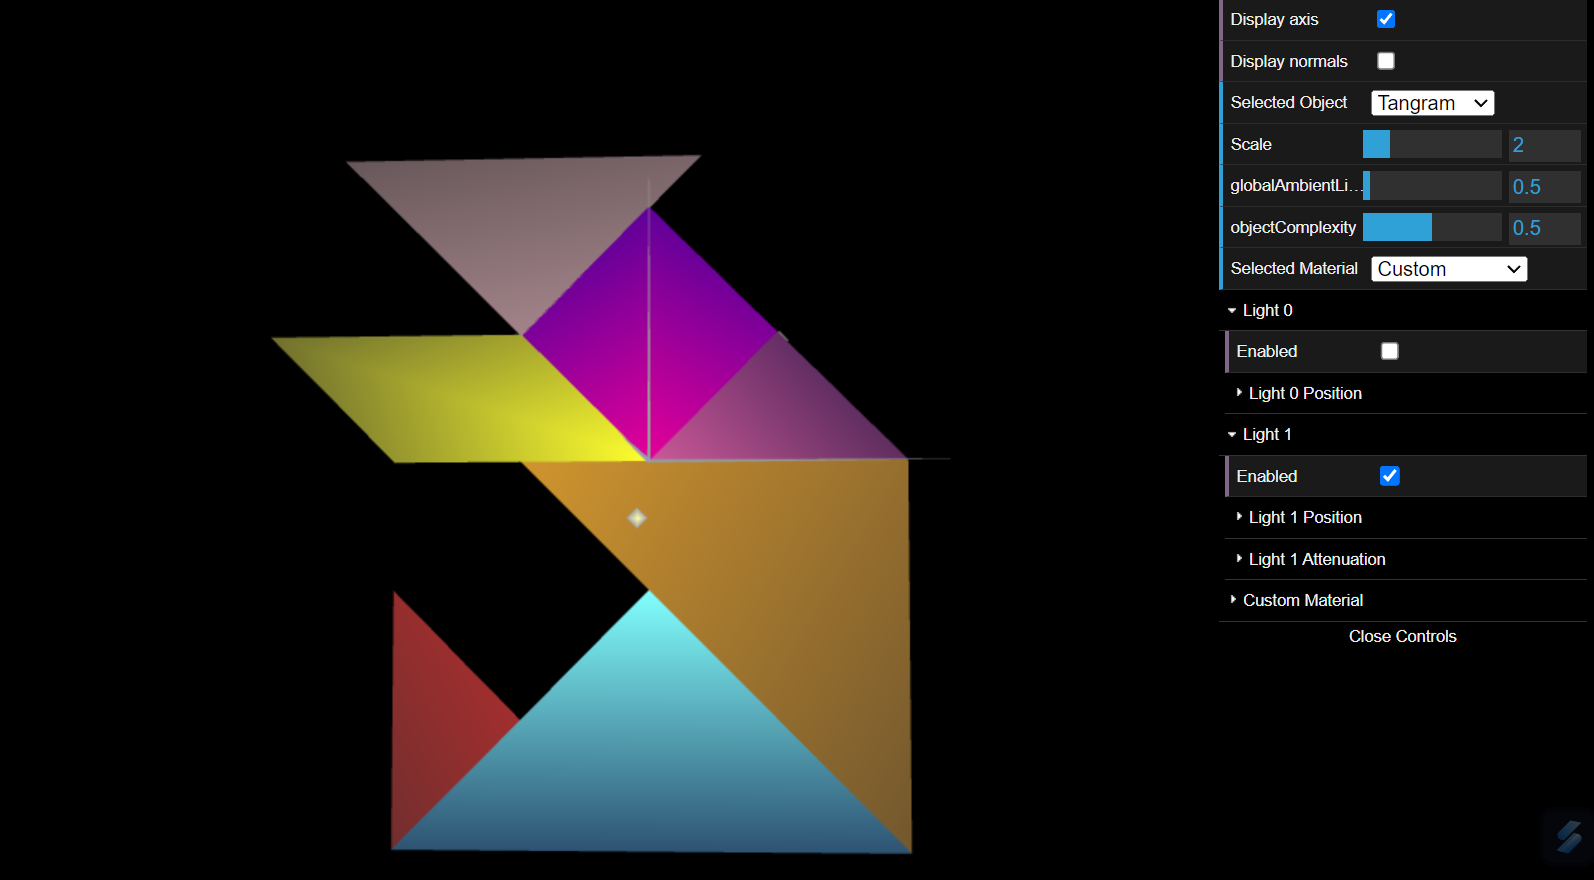 Display axis
Display normals
Selected Object Tangram
Scale 2
globalAmbientLi... 0.5
objectComplexity 0.5
Selected Material Custom
Light 0
Enabled
Light 0 Position
Light 1
Enabled
Light 1 Position
Light 1 Attenuation
Custom Material
Close Controls